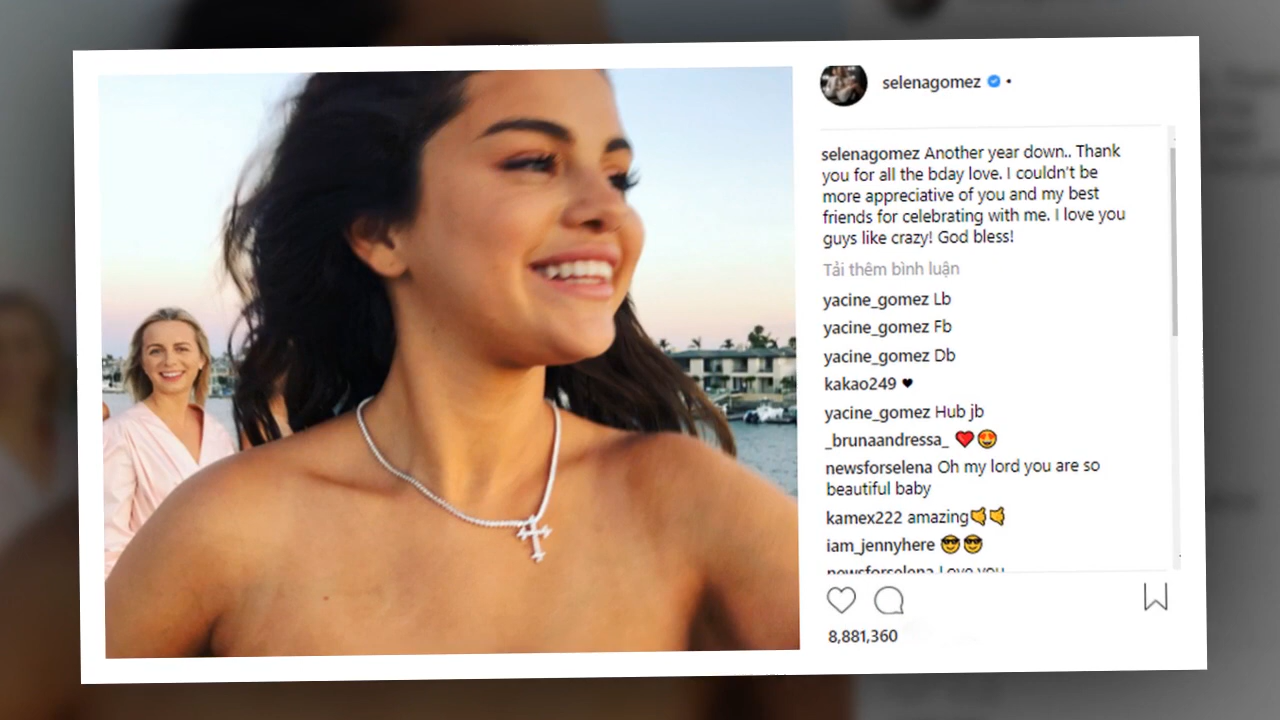 selenagomez
selenagomez Another year down.. Thank
you for all the bday love. I couldn't be
more appreciative of you and my best
friends for celebrating with me. I love you
guys like crazy! God bless!
Tải thêm bình luận
yacine_gomez Lb
yacine_gomez Fb
yacine_gomez Db
kakao249 ♥
yacine_gomez Hub jb
_brunaandressa_ ❤️😍
newsforselena Oh my lord you are so
beautiful baby
kamex222 amazing🤙🤙
iam_jennyhere 😎😎
newsforselena Love you
8,881,360